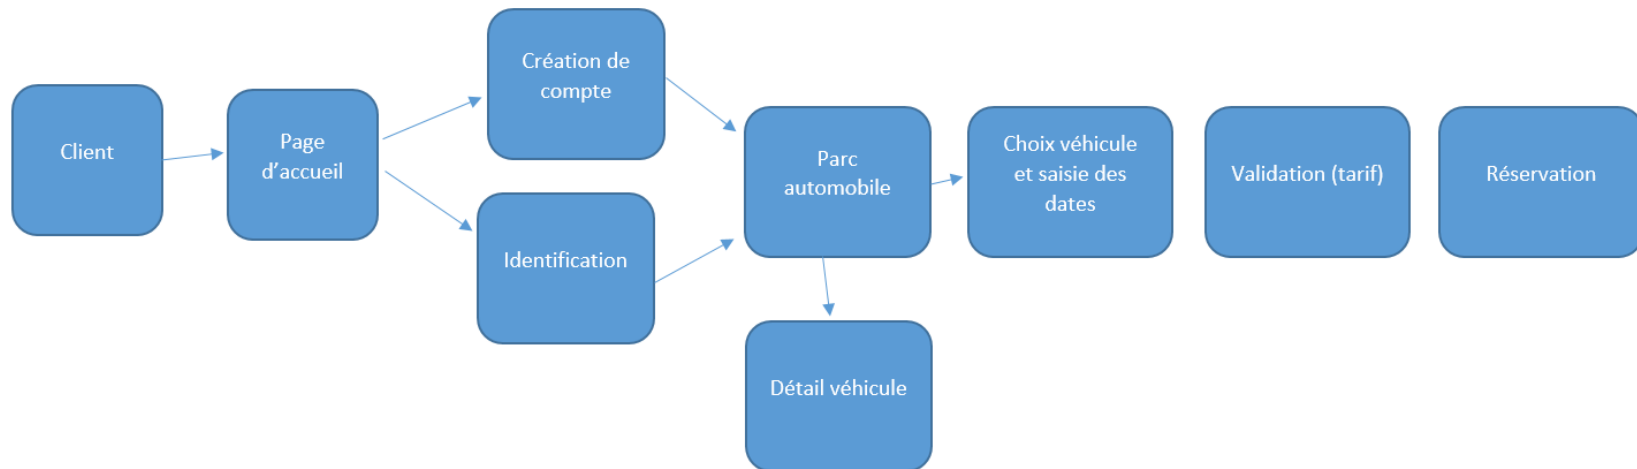 Client
Page
d’accueil
Création de
compte
Identification
Parc
automobile
Détail véhicule
Choix véhicule
et saisie des
dates
Validation (tarif)
Réservation